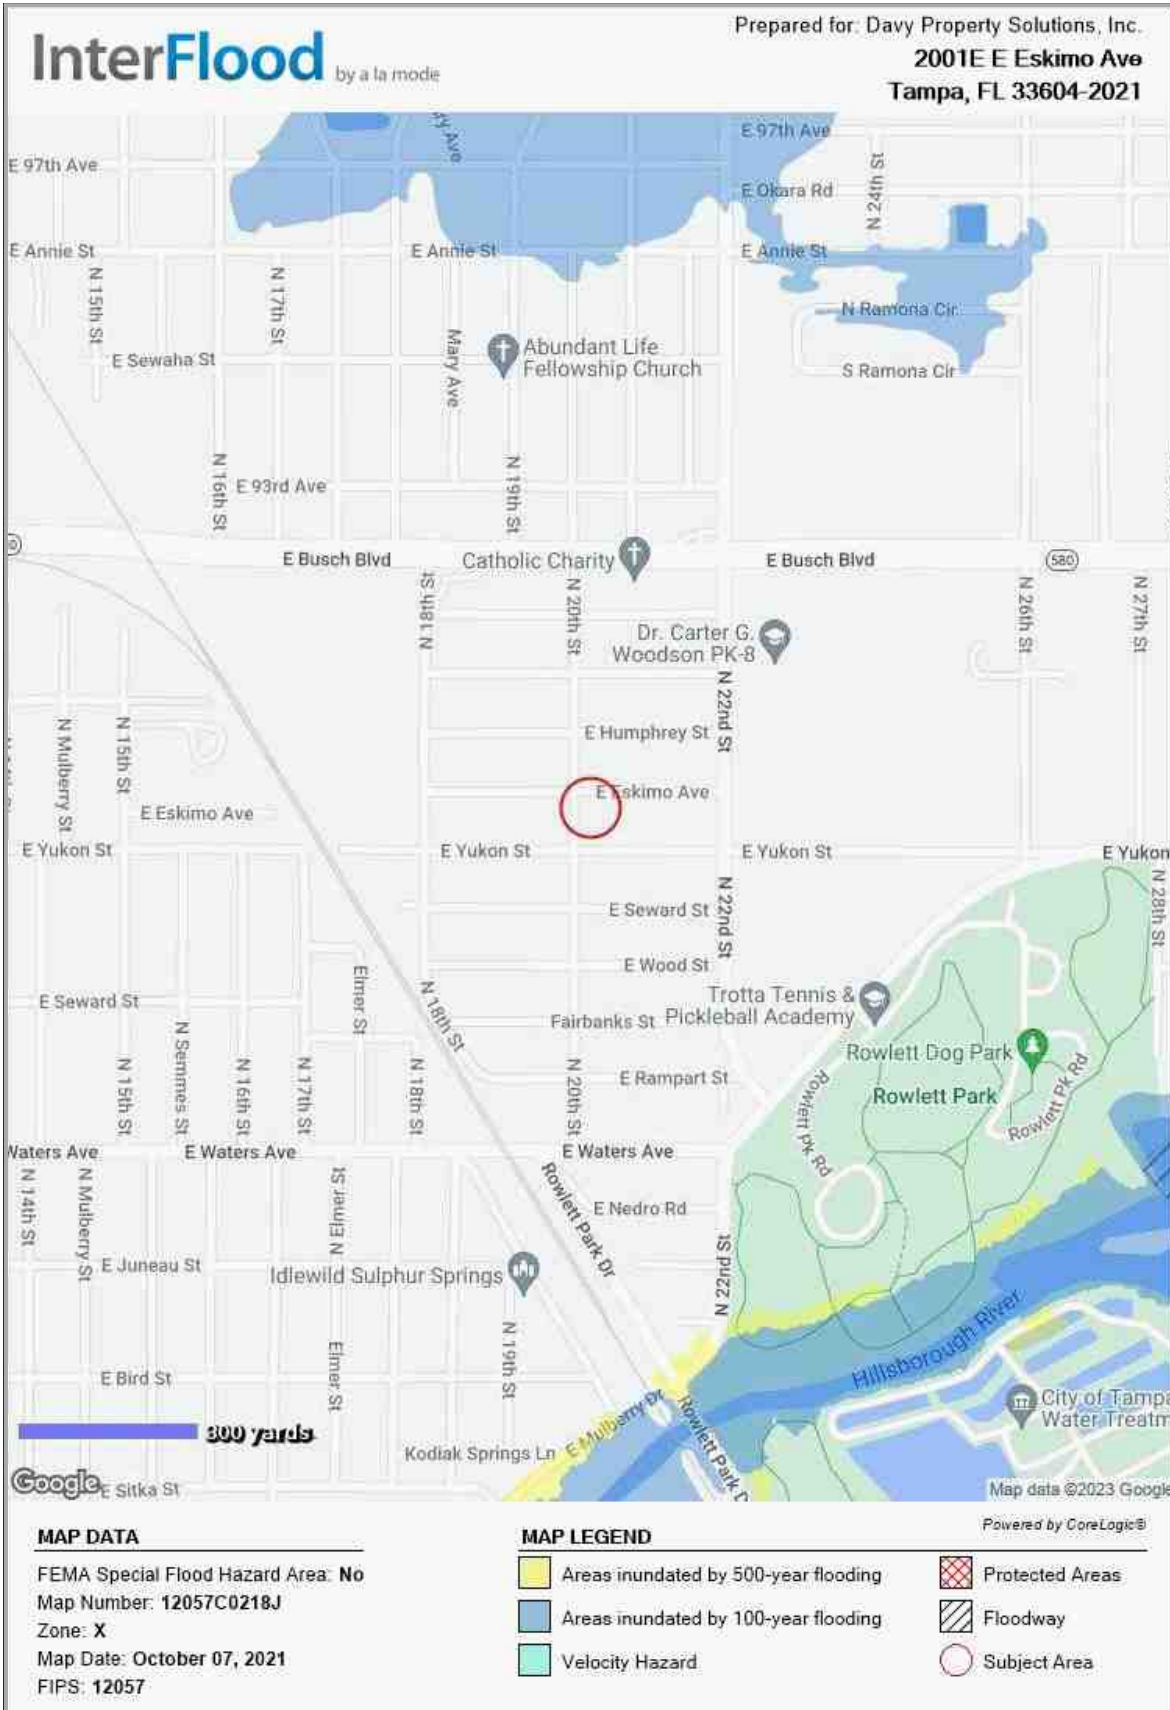 InterFlood by a la mode
Prepared for: Davy Property Solutions, Inc.
2001E E Eskimo Ave
Tampa, FL 33604-2021
E 97th Ave
E 97th Ave
E Okara Rd
N 24th St
E Annie St
E Annie St
E Annie St
N 15th St
N 17th St
N Ramona Cir
E Sewaha St
Mary Ave
Abundant Life
Fellowship Church
S Ramona Cir
N 16th St
E 93rd Ave
N 19th St
E Busch Blvd
Catholic Charity
E Busch Blvd
580
N 18th St
N 20th St
N 26th St
N 27th St
Dr. Carter G.
Woodson PK-8
N 22nd St
N Mulberry St
N 15th St
E Humphrey St
E Eskimo Ave
E Eskimo Ave
E Yukon St
E Yukon St
E Yukon St
E Yukon
N 28th St
N 22nd St
E Seward St
E Wood St
Elmer St
N 18th St
E Seward St
N Semmes St
Trotta Tennis &
Pickleball Academy
Fairbanks St
Rowlett Dog Park
Rowlett Park
Rowlett Pk Rd
Rowlett Pk Rd
N 15th St
N 16th St
N 17th St
N 18th St
N 20th St
E Rampart St
Waters Ave
E Waters Ave
E Waters Ave
N 14th St
N Mulberry St
N Elmer St
Rowlett Park Dr
E Nedro Rd
N 22nd St
E Juneau St
Idlewild Sulphur Springs
Hillsborough River
N 19th St
Elmer St
E Bird St
E Mulberry Dr
Rowlett Park D
City of Tampa
Water Treatm
800 yards
Kodiak Springs Ln
Google
E Sitka St
Map data ©2023 Google
Powered by CoreLogic®
MAP DATA
FEMA Special Flood Hazard Area: No
Map Number: 12057C0218J
Zone: X
Map Date: October 07, 2021
FIPS: 12057
MAP LEGEND
Areas inundated by 500-year flooding
Areas inundated by 100-year flooding
Velocity Hazard
Protected Areas
Floodway
Subject Area